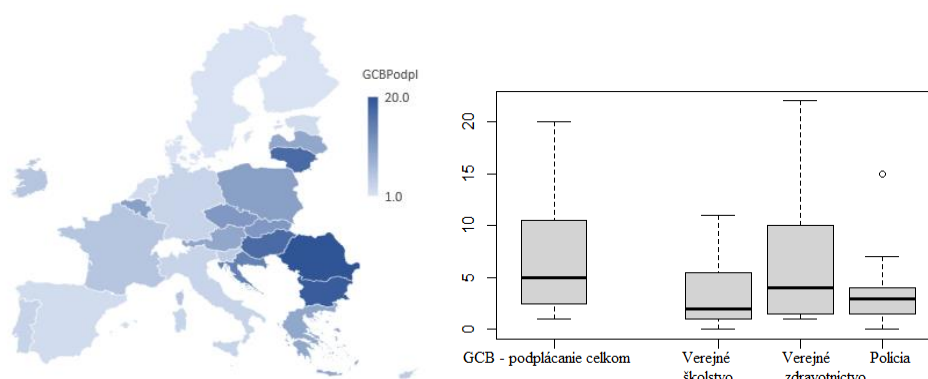 GCBPodpl
20.0
1.0
20
15
10
5
0
GCB - podplácanie celkom
Verejné
školstvo
Verejné
zdravotníctvo
Polícia